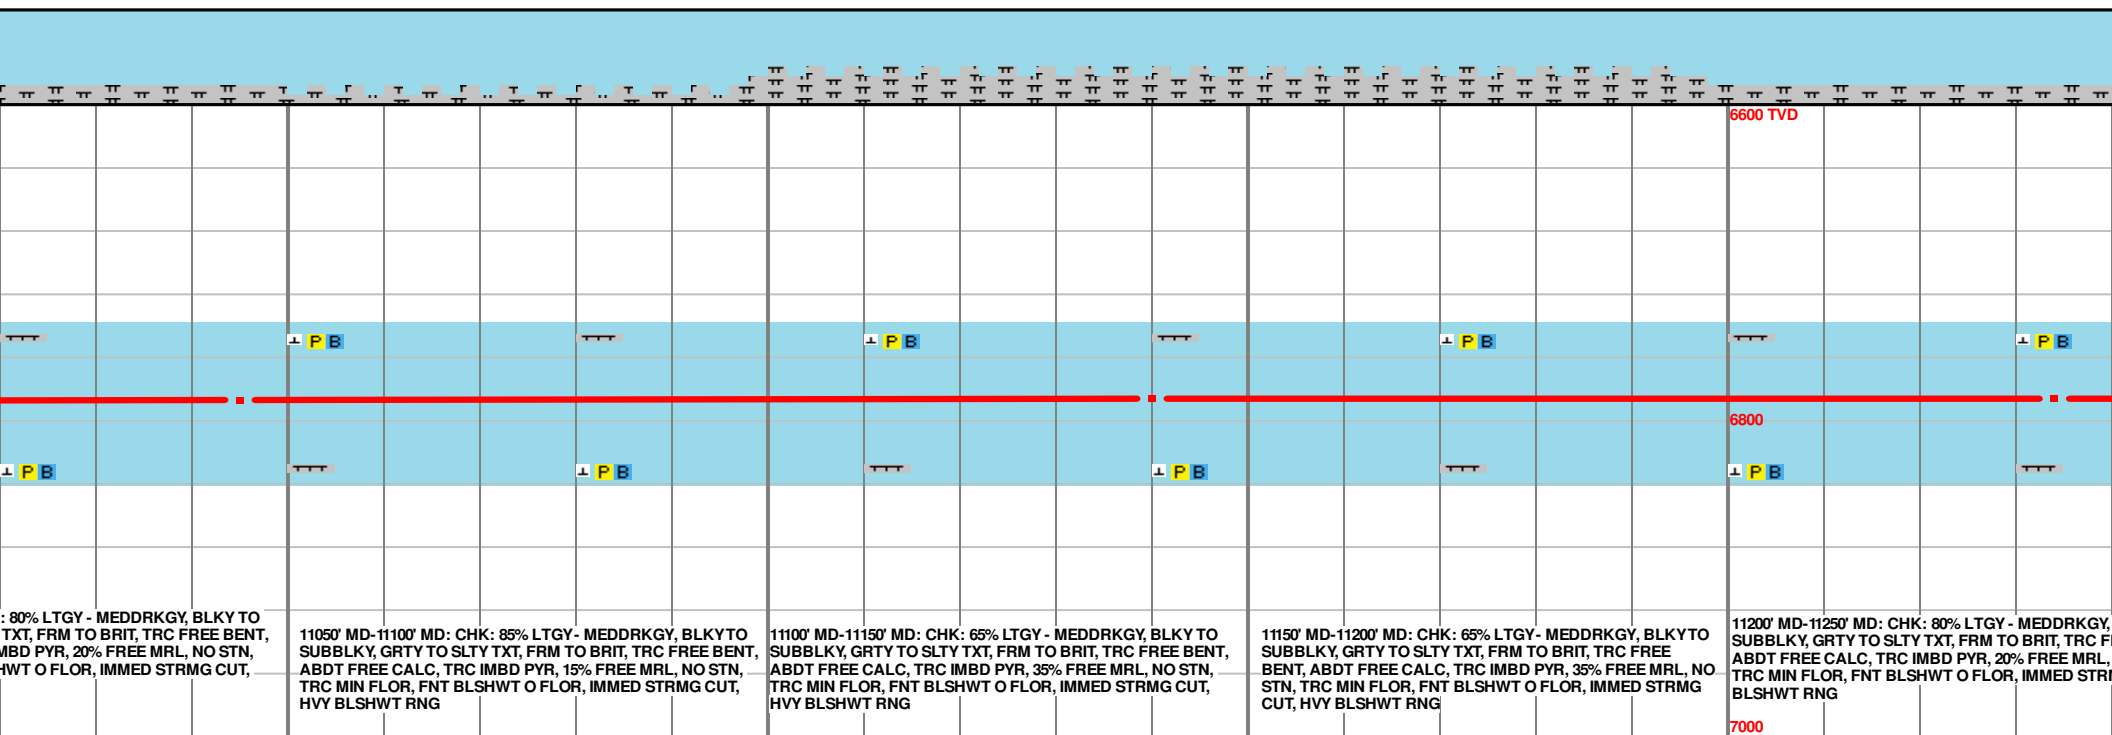 6600 TVD
P B
P B
P B
P B
6800
P B
P B
P B
P B
: 80% LTGY - MEDDRKGY, BLKY TO
TXT, FRM TO BRIT, TRC FREE BENT,
MBD PYR, 20% FREE MRL, NO STN,
HWT O FLOR, IMMED STRMG CUT,
11050' MD-11100' MD: CHK: 85% LTGY - MEDDRKGY, BLKY TO
SUBBLKY, GRTY TO SLTY TXT, FRM TO BRIT, TRC FREE BENT,
ABDT FREE CALC, TRC IMBD PYR, 15% FREE MRL, NO STN,
TRC MIN FLOR, FNT BLSHWT O FLOR, IMMED STRMG CUT,
HVY BLSHWT RNG
11100' MD-11150' MD: CHK: 65% LTGY - MEDDRKGY, BLKY TO
SUBBLKY, GRTY TO SLTY TXT, FRM TO BRIT, TRC FREE BENT,
ABDT FREE CALC, TRC IMBD PYR, 35% FREE MRL, NO STN,
TRC MIN FLOR, FNT BLSHWT O FLOR, IMMED STRMG CUT,
HVY BLSHWT RNG
11150' MD-11200' MD: CHK: 65% LTGY - MEDDRKGY, BLKY TO
SUBBLKY, GRTY TO SLTY TXT, FRM TO BRIT, TRC FREE
BENT, ABDT FREE CALC, TRC IMBD PYR, 35% FREE MRL, NO
STN, TRC MIN FLOR, FNT BLSHWT O FLOR, IMMED STRMG
CUT, HVY BLSHWT RNG
11200' MD-11250' MD: CHK: 80% LTGY - MEDDRKGY,
SUBBLKY, GRTY TO SLTY TXT, FRM TO BRIT, TRC
ABDT FREE CALC, TRC IMBD PYR, 20% FREE MRL,
TRC MIN FLOR, FNT BLSHWT O FLOR, IMMED
BLSHWT RNG
7000